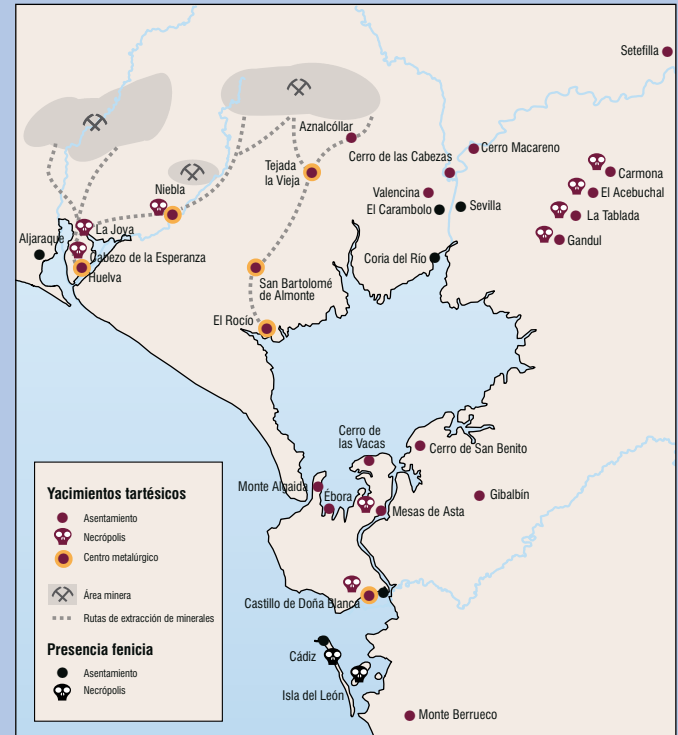 Setefilla
Aznalcóllar
Cerro Macareno
Cerro de las Cabezas
Tejada
la Vieja
Carmona
Niebla
Valencina
El Acebuchal
El Carambolo
Sevilla
La Tablada
La Joya
Gandul
Aljaraque
Cabezo de la Esperanza
Coria del Río
Huelva
San Bartolomé
de Almonte
El Rocío
Cerro de
las Vacas
Cerro de San Benito
Monte Algaida
Ébora
Gibalbín
Mesas de Asta
Castillo de Doña Blanca
Cádiz
Isla del León
Monte Berrueco
Yacimientos tartésicos
Asentamiento
Necrópolis
Centro metalúrgico
Área minera
Rutas de extracción de minerales
Presencia fenicia
Asentamiento
Necrópolis